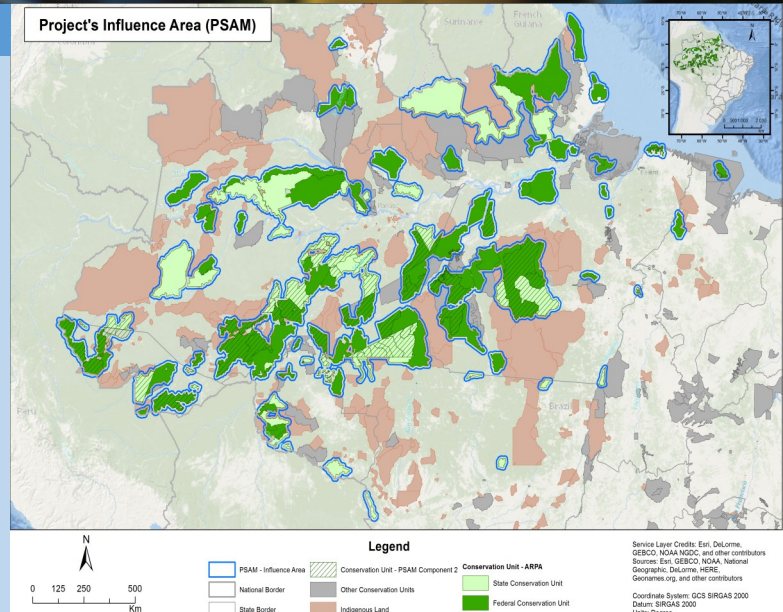 Project's Influence Area (PSAM)
Suriname
French
Guiana
N
Peru
Brazil
N
0 125 250 500
Km
Legend
PSAM - Influence Area
National Border
State Border
Conservation Unit - PSAM Component 2
Other Conservation Units
Indigenous Land
Conservation Unit - ARPA
State Conservation Unit
Federal Conservation Unit
Service Layer Credits: Esri, DeLorme,
GEBCO, NOAA NGDC, and other contributors
Sources: Esri, GEBCO, NOAA, National
Geographic, DeLorme, HERE,
Geonames.org, and other contributors
Coordinate System: GCS SIRGAS 2000
Datum: SIRGAS 2000
Units: Degree